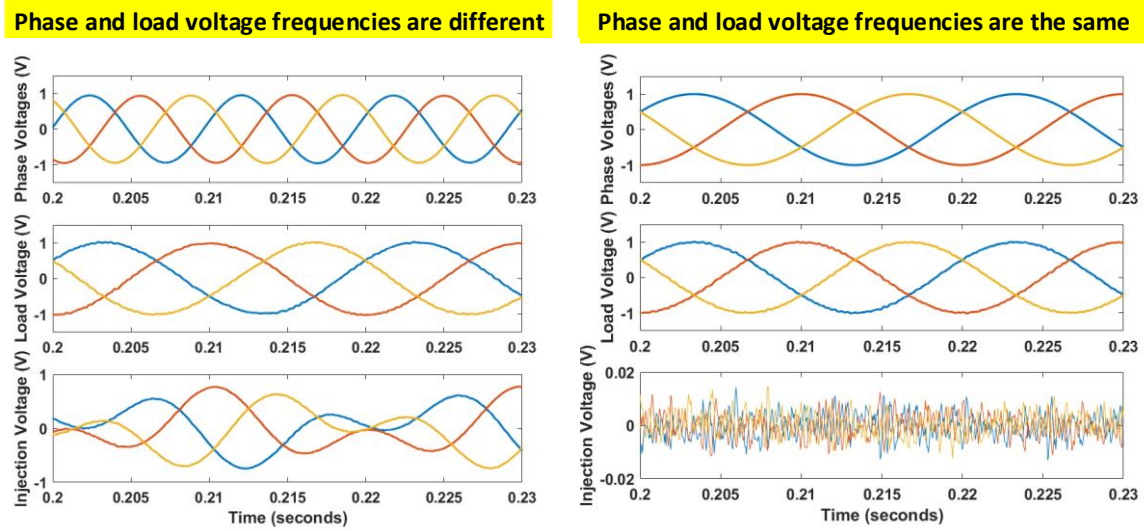 Phase and load voltage frequencies are different
Phase Voltages (V)
1
0
-1
0.2 0.205 0.21 0.215 0.22 0.225 0.23
Load Voltage (V)
1
0
-1
0.2 0.205 0.21 0.215 0.22 0.225 0.23
Injection Voltage (V)
1
0
-1
0.2 0.205 0.21 0.215 0.22 0.225 0.23
Time (seconds)
Phase and load voltage frequencies are the same
Phase Voltages (V)
1
0
-1
0.2 0.205 0.21 0.215 0.22 0.225 0.23
Load Voltage (V)
1
0
-1
0.2 0.205 0.21 0.215 0.22 0.225 0.23
Injection Voltage (V)
0.02
0
-0.02
0.2 0.205 0.21 0.215 0.22 0.225 0.23
Time (seconds)